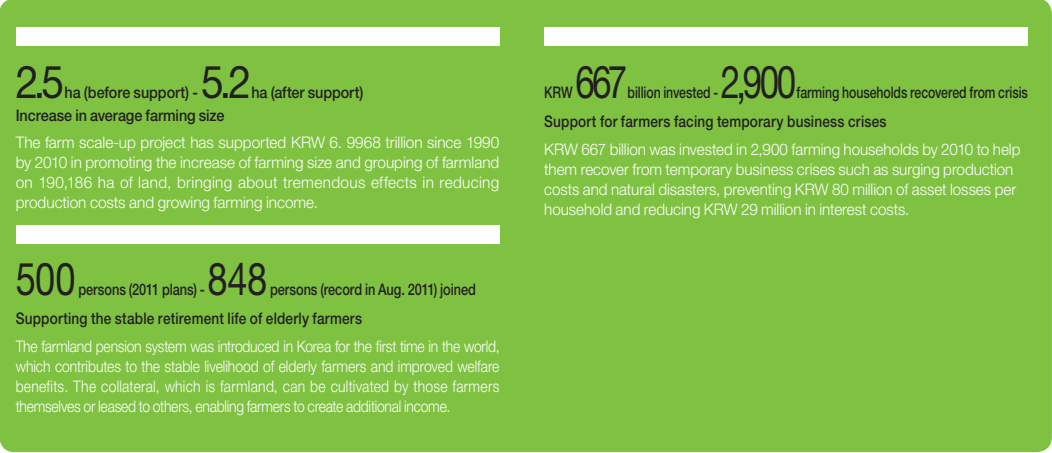 2.5 ha (before support) - 5.2 ha (after support)
Increase in average farming size
The farm scale-up project has supported KRW 6. 9968 trillion since 1990
by 2010 in promoting the increase of farming size and grouping of farmland
on 190,186 ha of land, bringing about tremendous effects in reducing
production costs and growing farming income.
500 persons (2011 plans) - 848 persons (record in Aug. 2011) joined
Supporting the stable retirement life of elderly farmers
The farmland pension system was introduced in Korea for the first time in the world,
which contributes to the stable livelihood of elderly farmers and improved welfare
benefits. The collateral, which is farmland, can be cultivated by those farmers
themselves or leased to others, enabling farmers to create additional income.
KRW 667 billion invested - 2,900 farming households recovered from crisis
Support for farmers facing temporary business crises
KRW 667 billion was invested in 2,900 farming households by 2010 to help
them recover from temporary business crises such as surging production
costs and natural disasters, preventing KRW 80 million of asset losses per
household and reducing KRW 29 million in interest costs.